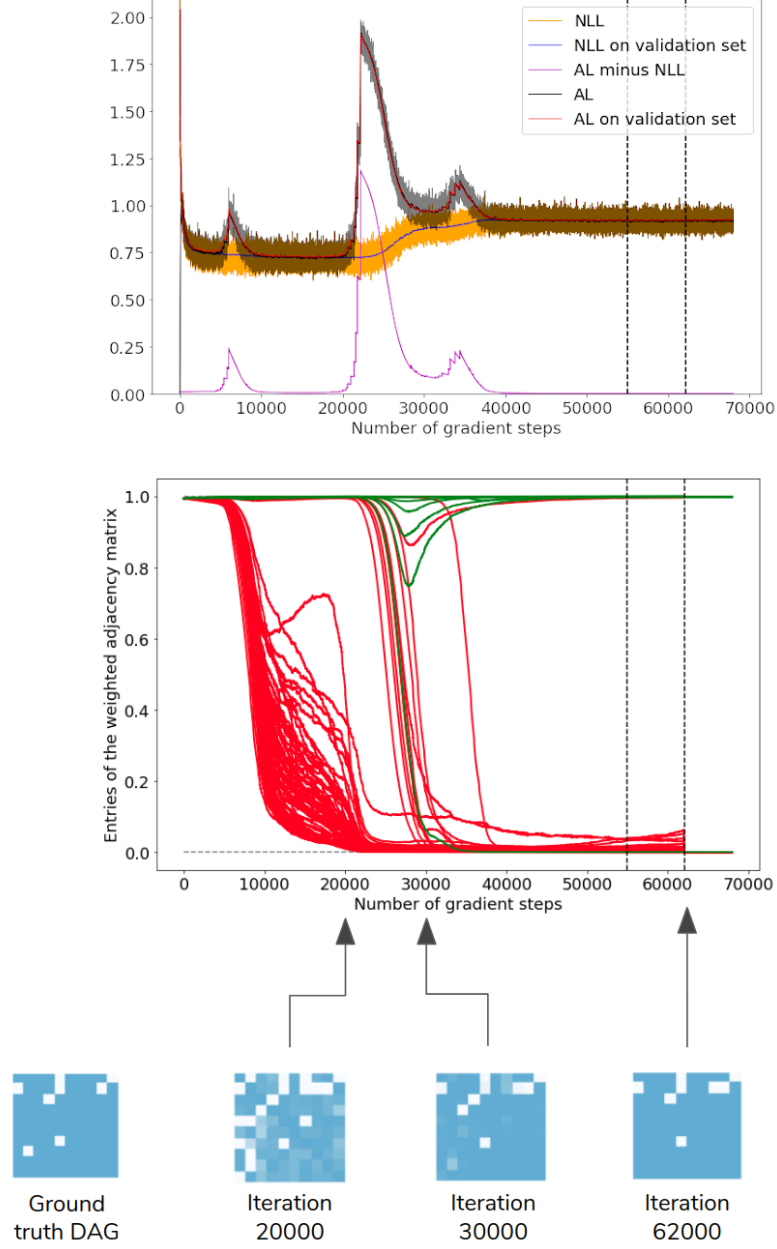 2.00
1.75
1.50
1.25
1.00
0.75
0.50
0.25
0.00
NLL
NLL on validation set
AL minus NLL
AL
AL on validation set
0 10000 20000 30000 40000 50000 60000 70000
Number of gradient steps
Entries of the weighted adjacency matrix
1.0
0.8
0.6
0.4
0.2
0.0
0 10000 20000 30000 40000 50000 60000 70000
Number of gradient steps
Ground
truth DAG
Iteration
20000
Iteration
30000
Iteration
62000